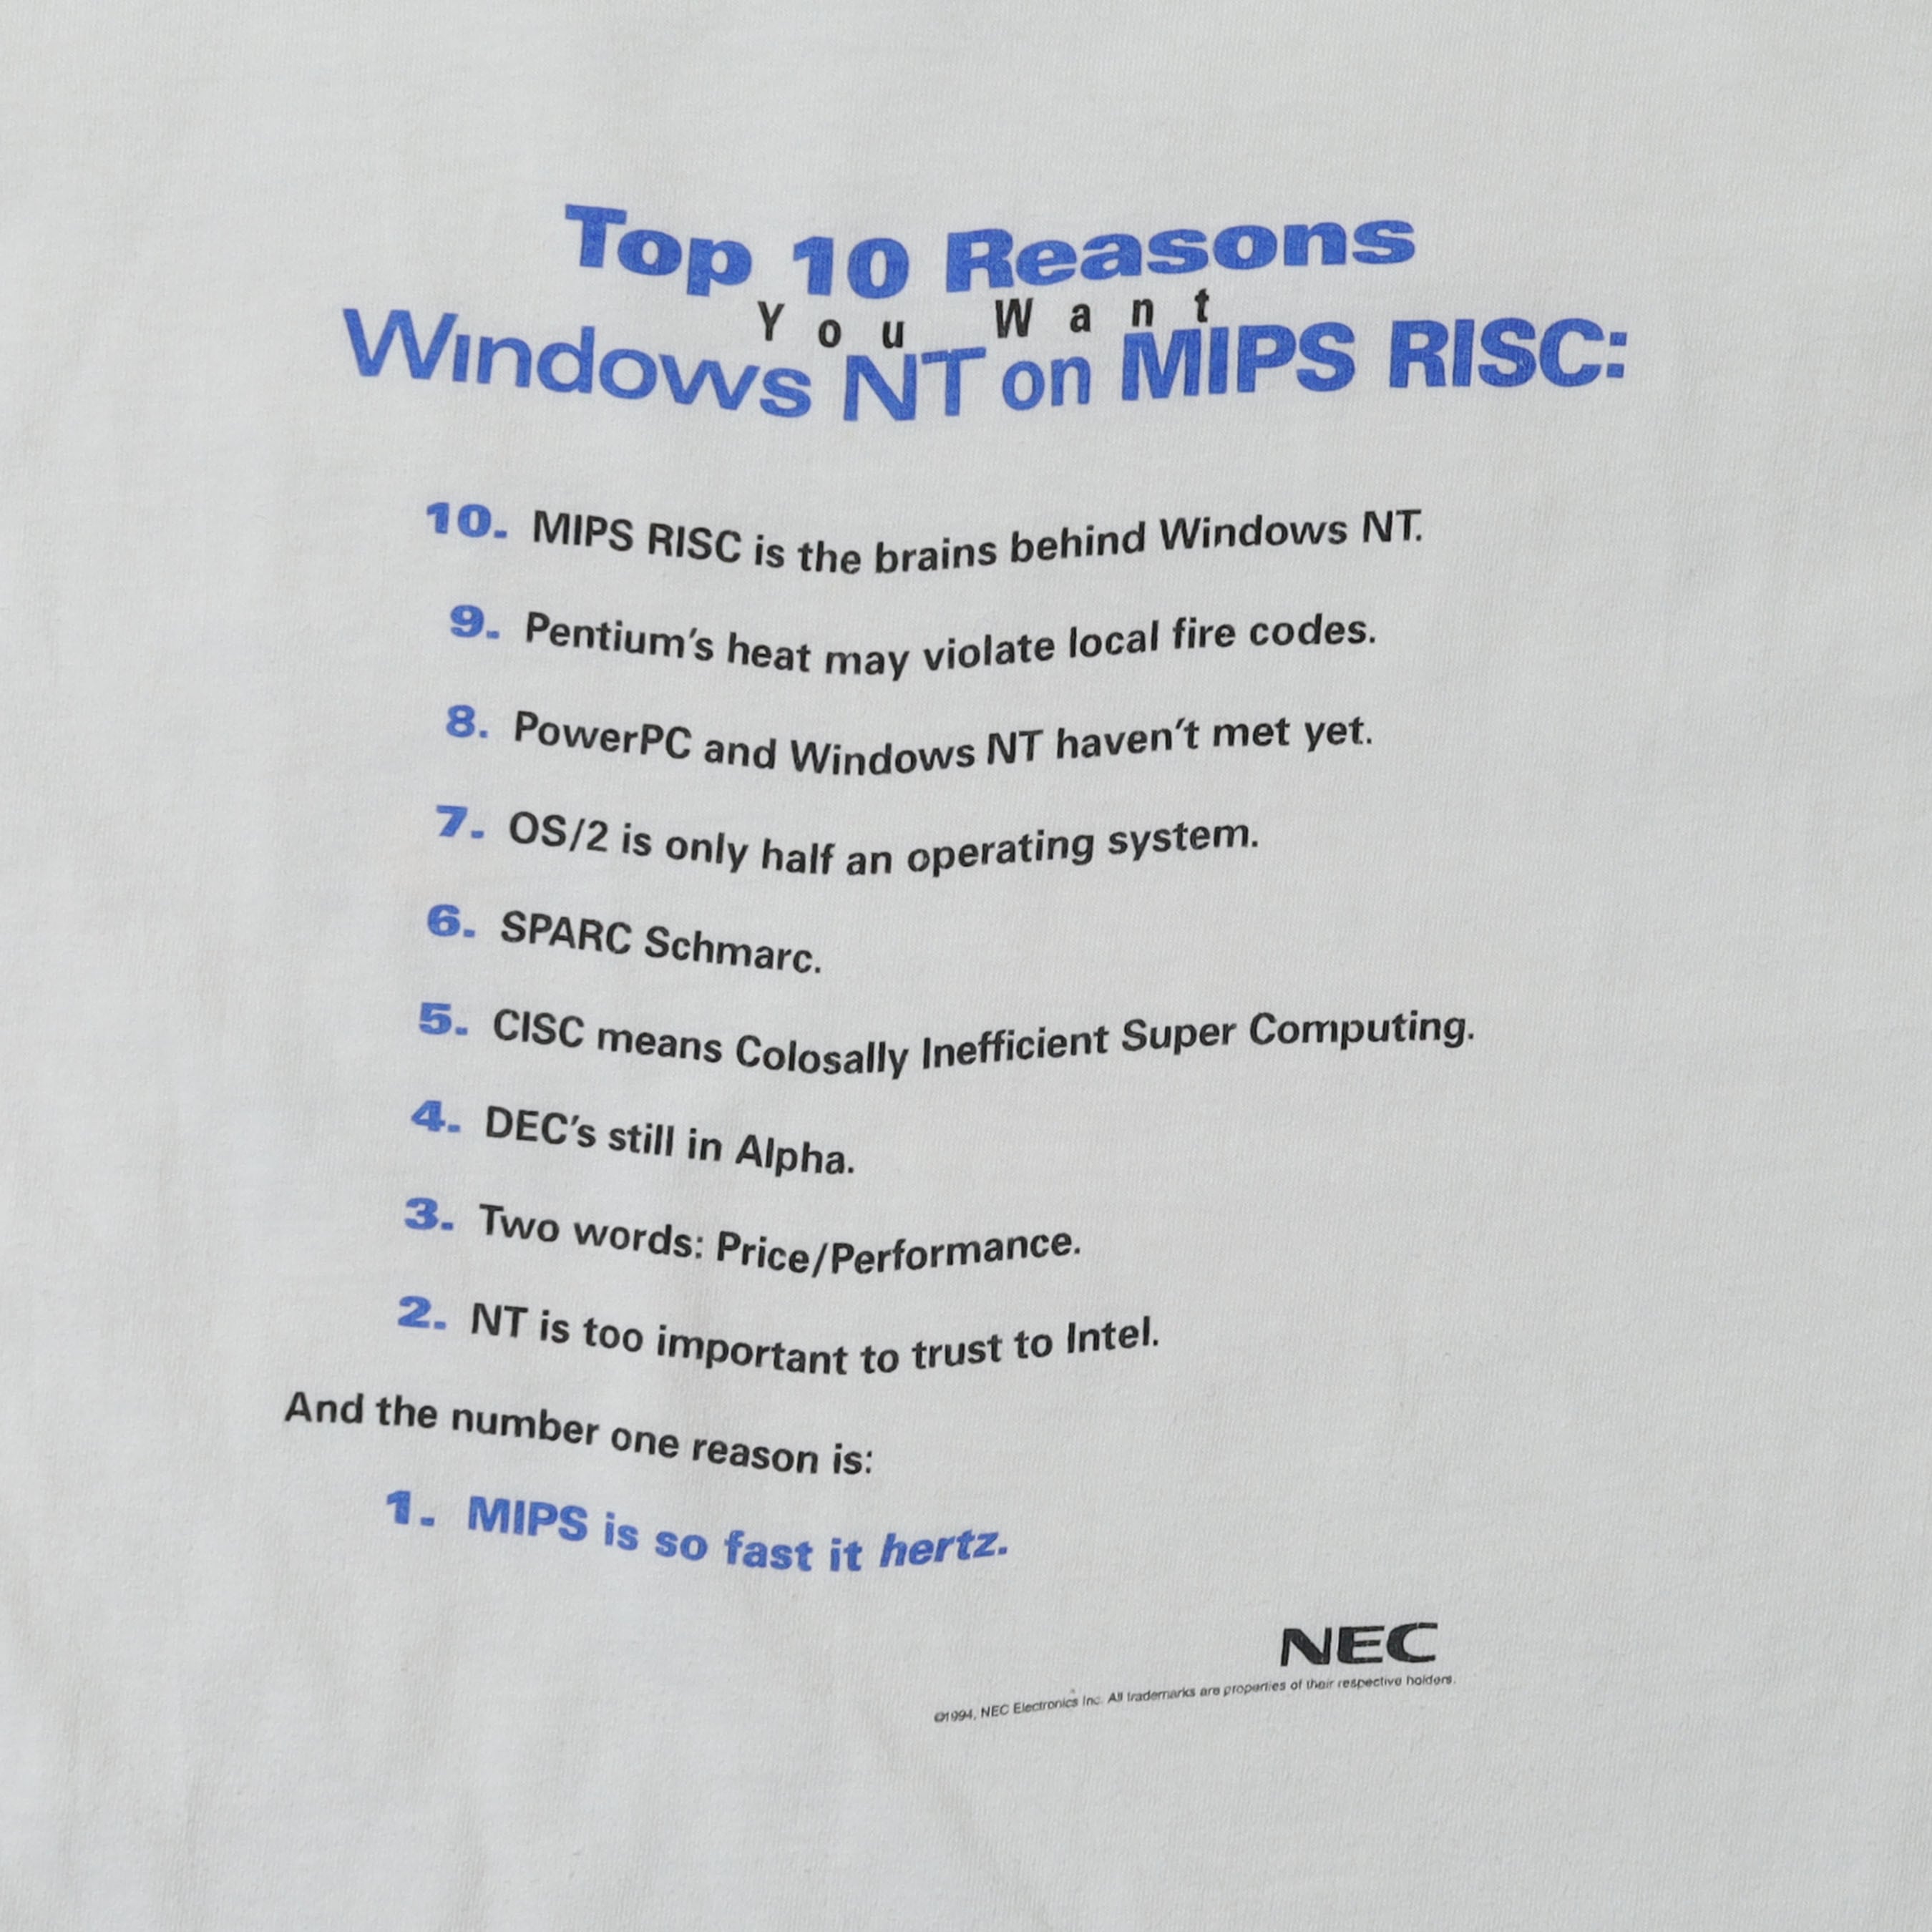 Top 10 Reasons
You Want
Windows NT on MIPS RISC:
10. MIPS RISC is the brains behind Windows NT.
9. Pentium's heat may violate local fire codes.
8. PowerPC and Windows NT haven't met yet.
7. OS/2 is only half an operating system.
6. SPARC Schmarc.
5. CISC means Colosally Inefficient Super Computing.
4. DEC's still in Alpha.
3. Two words: Price/Performance.
2. NT is too important to trust to Intel.
And the number one reason is:
1. MIPS is so fast it hertz.
NEC
©1994, NEC Electronics Inc. All trademarks are properties of their respective holders.